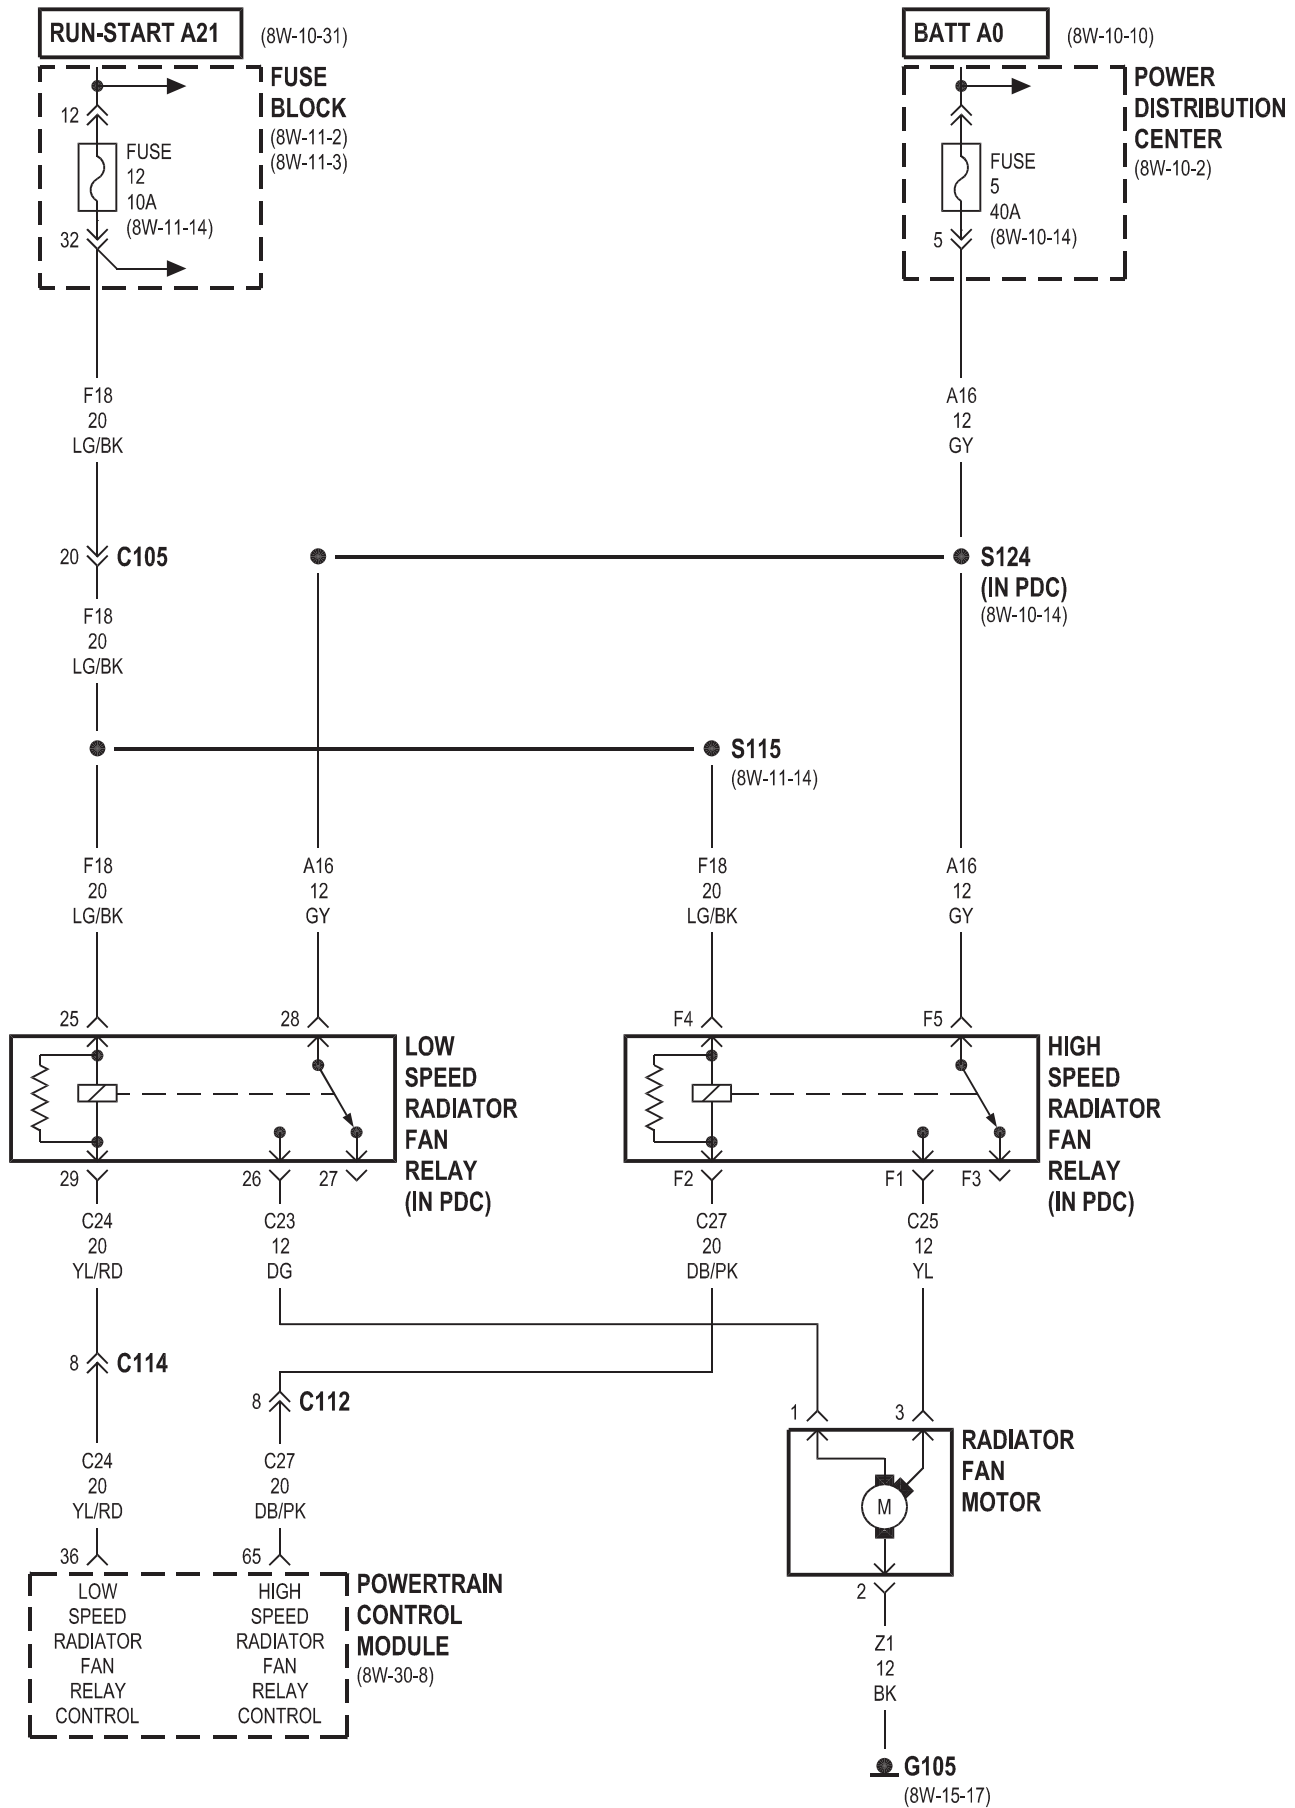 RUN-START A21
(8W-10-31)
BATT A0
(8W-10-10)
FUSE
BLOCK
(8W-11-2)
(8W-11-3)
12
FUSE
12
10A
(8W-11-14)
32
POWER
DISTRIBUTION
CENTER
(8W-10-2)
FUSE
5
40A
(8W-10-14)
5
F18
20
LG/BK
A16
12
GY
20
C105
S124
(IN PDC)
(8W-10-14)
F18
20
LG/BK
S115
(8W-11-14)
F18
20
LG/BK
A16
12
GY
F18
20
LG/BK
A16
12
GY
25
28
F4
F5
LOW
SPEED
RADIATOR
FAN
RELAY
(IN PDC)
HIGH
SPEED
RADIATOR
FAN
RELAY
(IN PDC)
29
26
27
F2
F1
F3
C24
20
YL/RD
C23
12
DG
C27
20
DB/PK
C25
12
YL
8
C114
8
C112
1
3
C24
20
YL/RD
C27
20
DB/PK
RADIATOR
FAN
MOTOR
M
36
65
2
LOW
SPEED
RADIATOR
FAN
RELAY
CONTROL
HIGH
SPEED
RADIATOR
FAN
RELAY
CONTROL
POWERTRAIN
CONTROL
MODULE
(8W-30-8)
Z1
12
BK
G105
(8W-15-17)